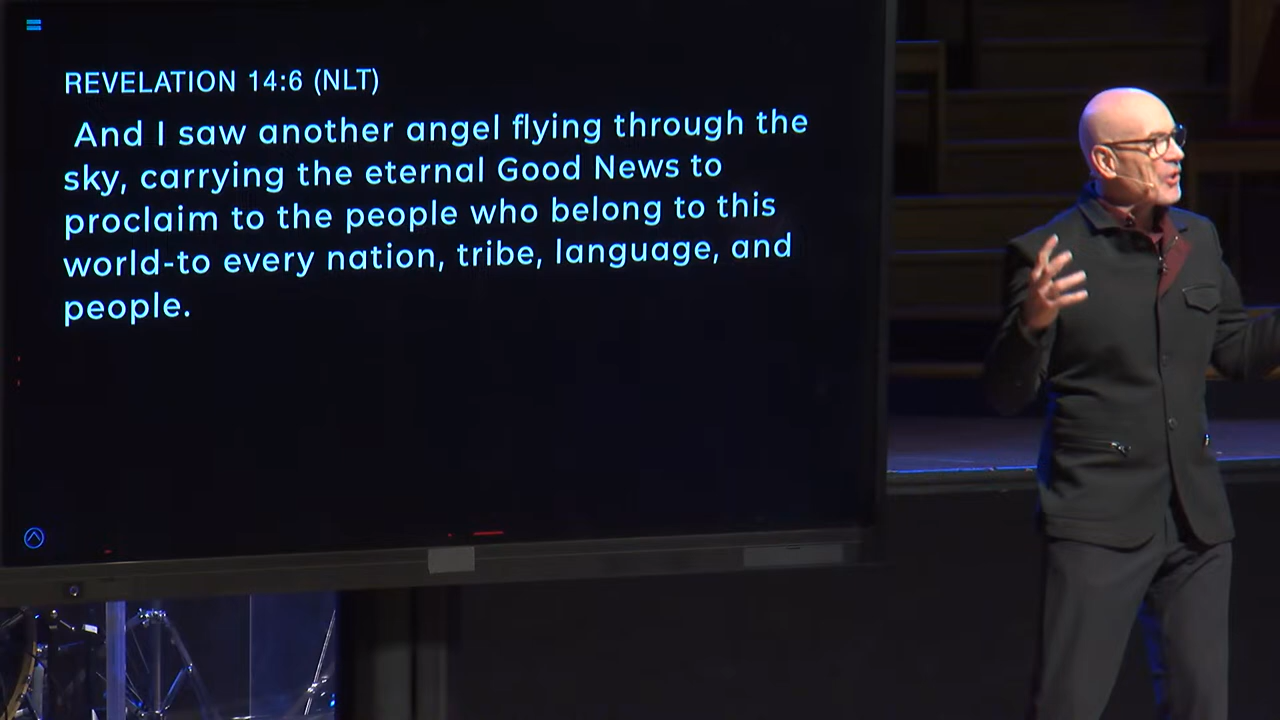 REVELATION 14:6 (NLT)
And I saw another angel flying through the
sky, carrying the eternal Good News to
proclaim to the people who belong to this
world-to every nation, tribe, language, and
people.